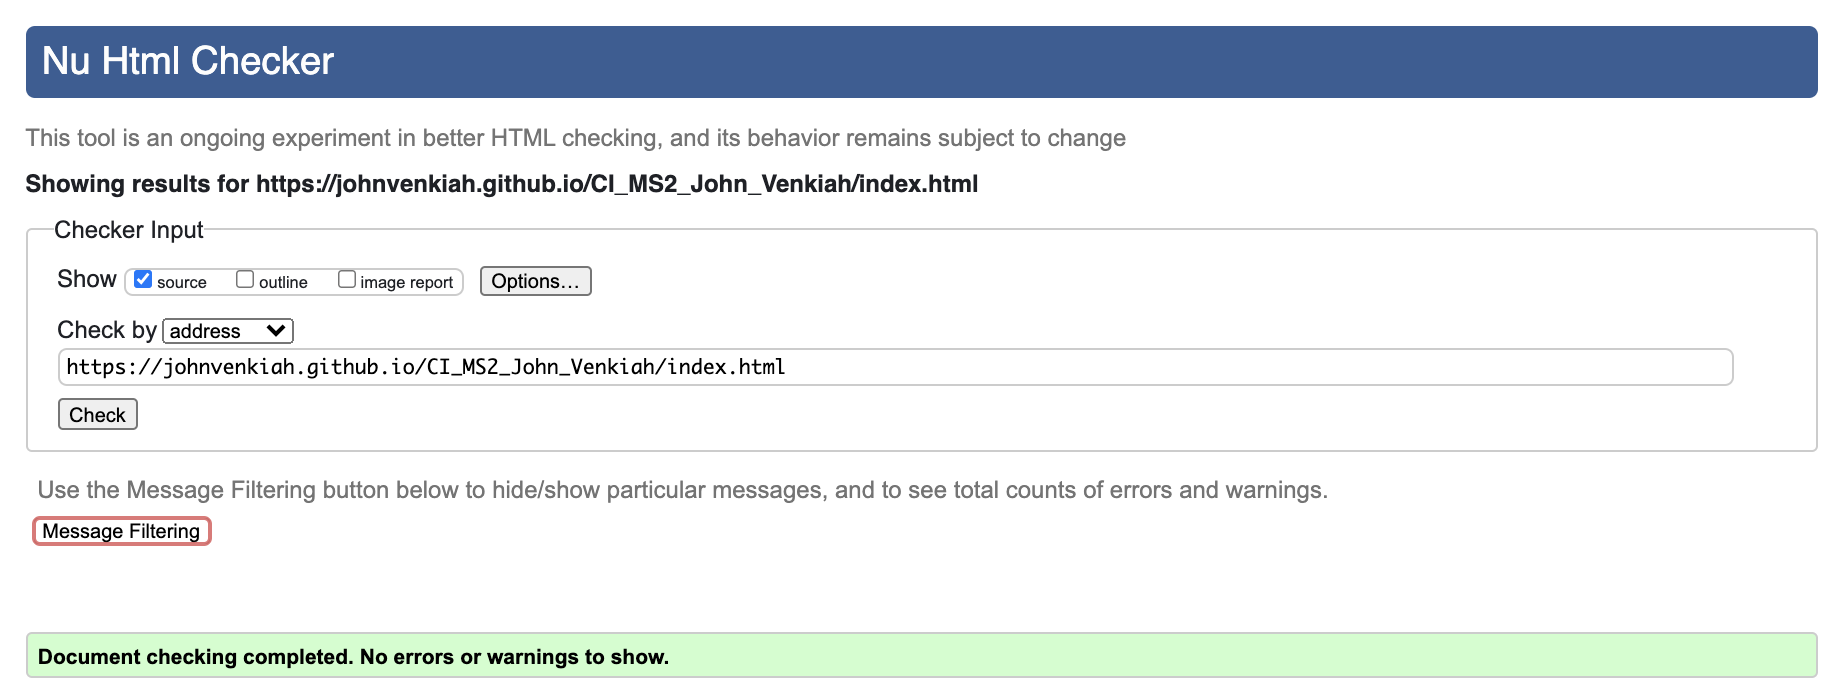 Nu Html Checker
This tool is an ongoing experiment in better HTML checking, and its behavior remains subject to change
Showing results for https://johnvenkiah.github.io/CI_MS2_John_Venkiah/index.html
Checker Input
Show source outline image report Options...
Check by address
https://johnvenkiah.github.io/CI_MS2_John_Venkiah/index.html
Check
Use the Message Filtering button below to hide/show particular messages, and to see total counts of errors and warnings.
Message Filtering
Document checking completed. No errors or warnings to show.